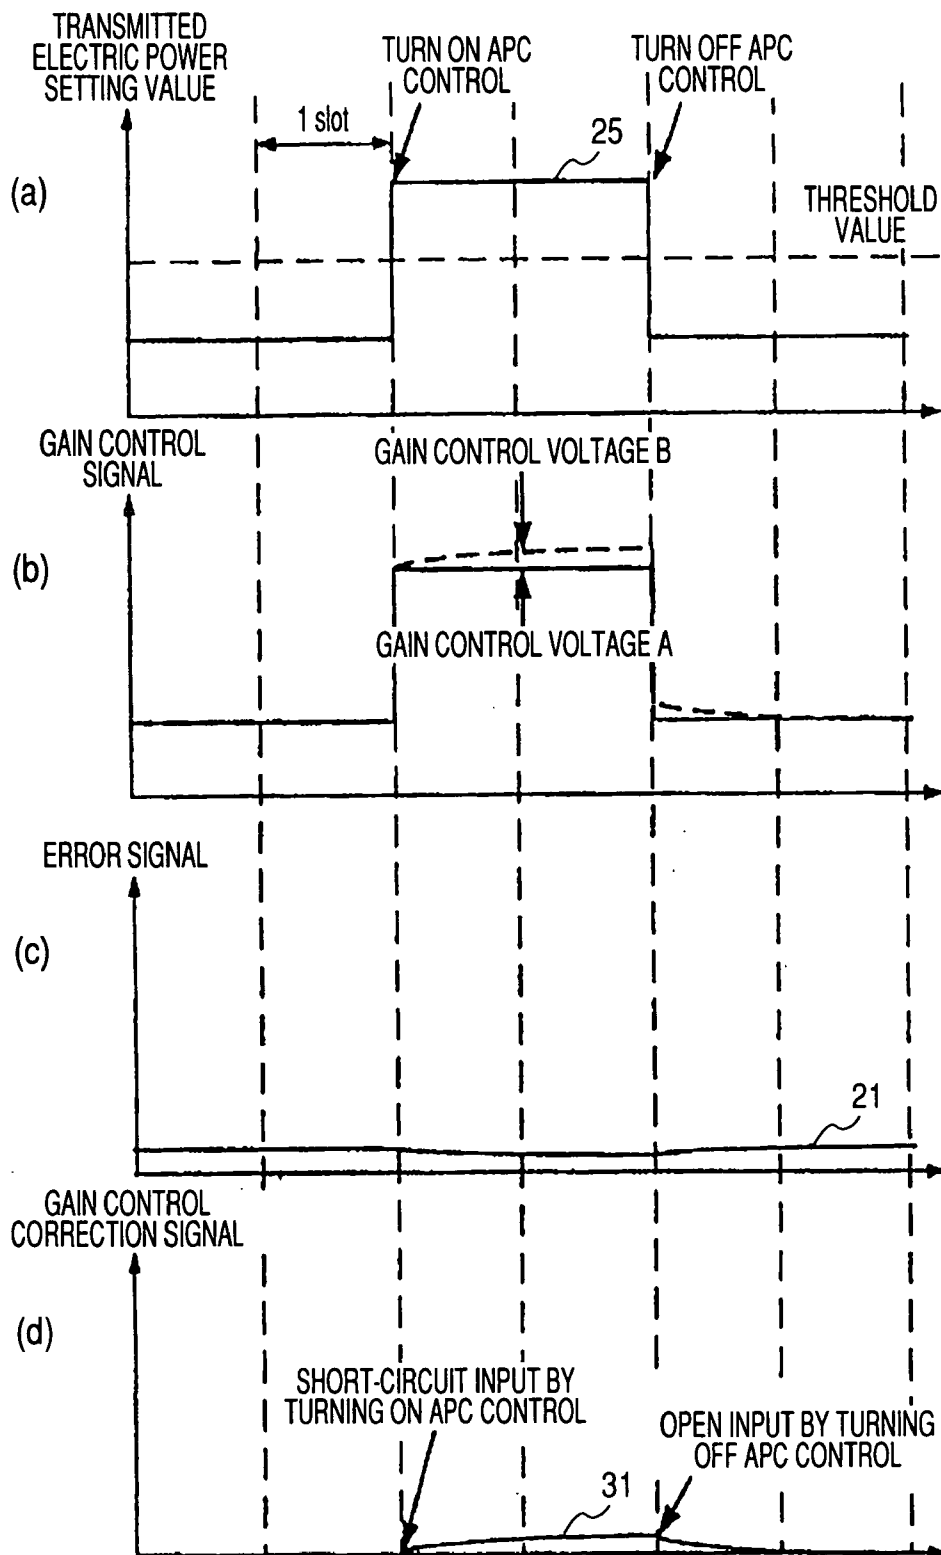 TRANSMITTED
ELECTRIC POWER
SETTING VALUE
TURN ON APC
CONTROL
TURN OFF APC
CONTROL
1 slot
25
(a)
THRESHOLD
VALUE
GAIN CONTROL
SIGNAL
GAIN CONTROL VOLTAGE B
(b)
GAIN CONTROL VOLTAGE A
ERROR SIGNAL
(c)
21
GAIN CONTROL
CORRECTION SIGNAL
(d)
SHORT-CIRCUIT INPUT BY
TURNING ON APC CONTROL
OPEN INPUT BY TURNING
OFF APC CONTROL
31